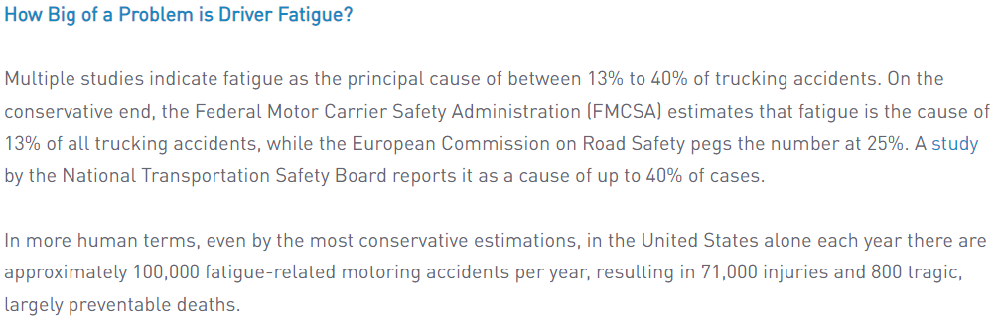 How Big of a Problem is Driver Fatigue?
Multiple studies indicate fatigue as the principal cause of between 13% to 40% of trucking accidents. On the
conservative end, the Federal Motor Carrier Safety Administration (FMCSA) estimates that fatigue is the cause of
13% of all trucking accidents, while the European Commission on Road Safety pegs the number at 25%. A study
by the National Transportation Safety Board reports it as a cause of up to 40% of cases.
In more human terms, even by the most conservative estimations, in the United States alone each year there are
approximately 100,000 fatigue-related motoring accidents per year, resulting in 71,000 injuries and 800 tragic,
largely preventable deaths.